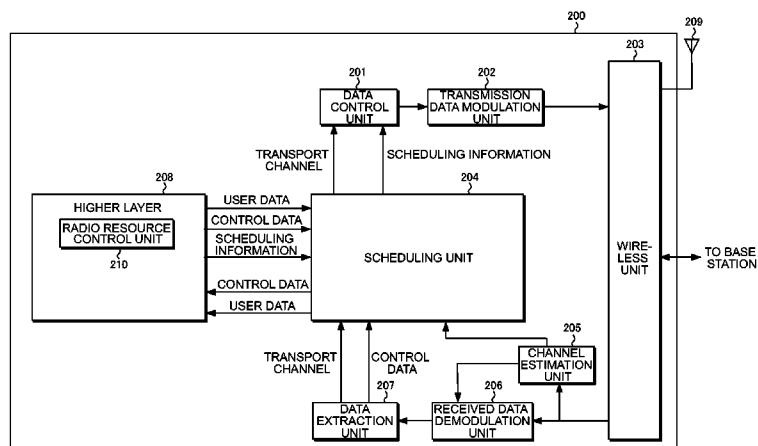 200
209
203
201
202
DATA
CONTROL
UNIT
TRANSMISSION
DATA MODULATION
UNIT
TRANSPORT
CHANNEL
SCHEDULING INFORMATION
208
204
HIGHER LAYER
RADIO RESOURCE
CONTROL UNIT
210
USER DATA
CONTROL DATA
SCHEDULING
INFORMATION
CONTROL DATA
USER DATA
SCHEDULING UNIT
WIRE-
LESS
UNIT
TO BASE
STATION
TRANSPORT
CHANNEL
CONTROL
DATA
205
CHANNEL
ESTIMATION
UNIT
207
206
DATA
EXTRACTION
UNIT
RECEIVED DATA
DEMODULATION
UNIT